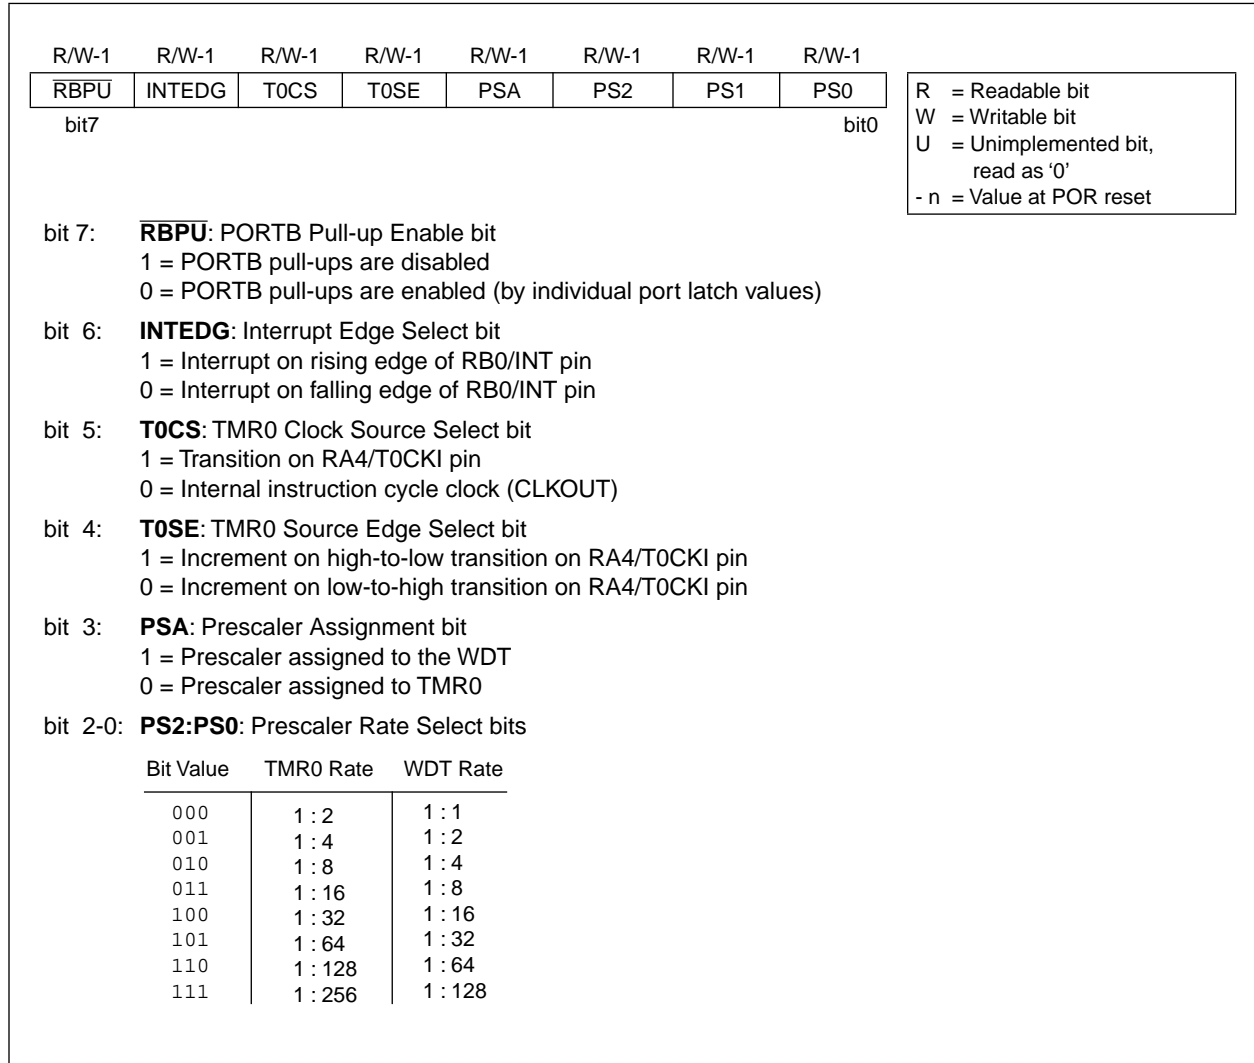 R/W-1 R/W-1 R/W-1 R/W-1 R/W-1 R/W-1 R/W-1 R/W-1
RBPU INTEDG T0CS T0SE PSA PS2 PS1 PS0
bit7 bit0
R = Readable bit
W = Writable bit
U = Unimplemented bit,
read as ‘0’
- n = Value at POR reset
bit 7: RBPU: PORTB Pull-up Enable bit
1 = PORTB pull-ups are disabled
0 = PORTB pull-ups are enabled (by individual port latch values)
bit 6: INTEDG: Interrupt Edge Select bit
1 = Interrupt on rising edge of RB0/INT pin
0 = Interrupt on falling edge of RB0/INT pin
bit 5: T0CS: TMR0 Clock Source Select bit
1 = Transition on RA4/T0CKI pin
0 = Internal instruction cycle clock (CLKOUT)
bit 4: T0SE: TMR0 Source Edge Select bit
1 = Increment on high-to-low transition on RA4/T0CKI pin
0 = Increment on low-to-high transition on RA4/T0CKI pin
bit 3: PSA: Prescaler Assignment bit
1 = Prescaler assigned to the WDT
0 = Prescaler assigned to TMR0
bit 2-0: PS2:PS0: Prescaler Rate Select bits
Bit Value TMR0 Rate WDT Rate
000 1 : 2 1 : 1
001 1 : 4 1 : 2
010 1 : 8 1 : 4
011 1 : 16 1 : 8
100 1 : 32 1 : 16
101 1 : 64 1 : 32
110 1 : 128 1 : 64
111 1 : 256 1 : 128